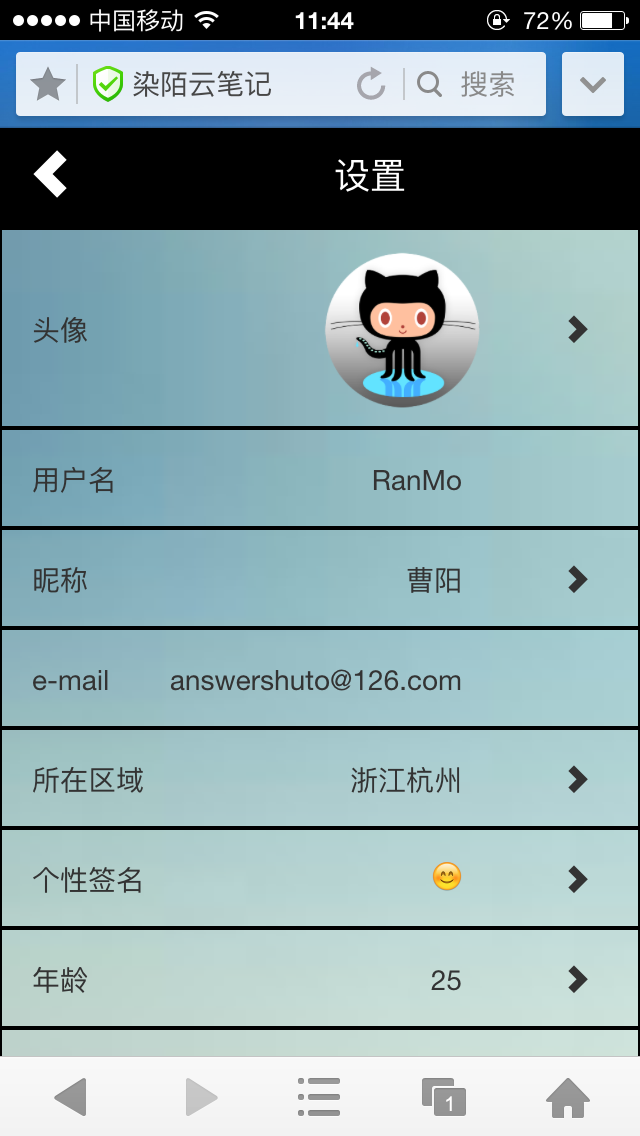 中国移动 11:44 72%
染陌云笔记 搜索
设置
头像
用户名 RanMo
昵称 曹阳
e-mail answershuto@126.com
所在区域 浙江杭州
个性签名 😊
年龄 25
1